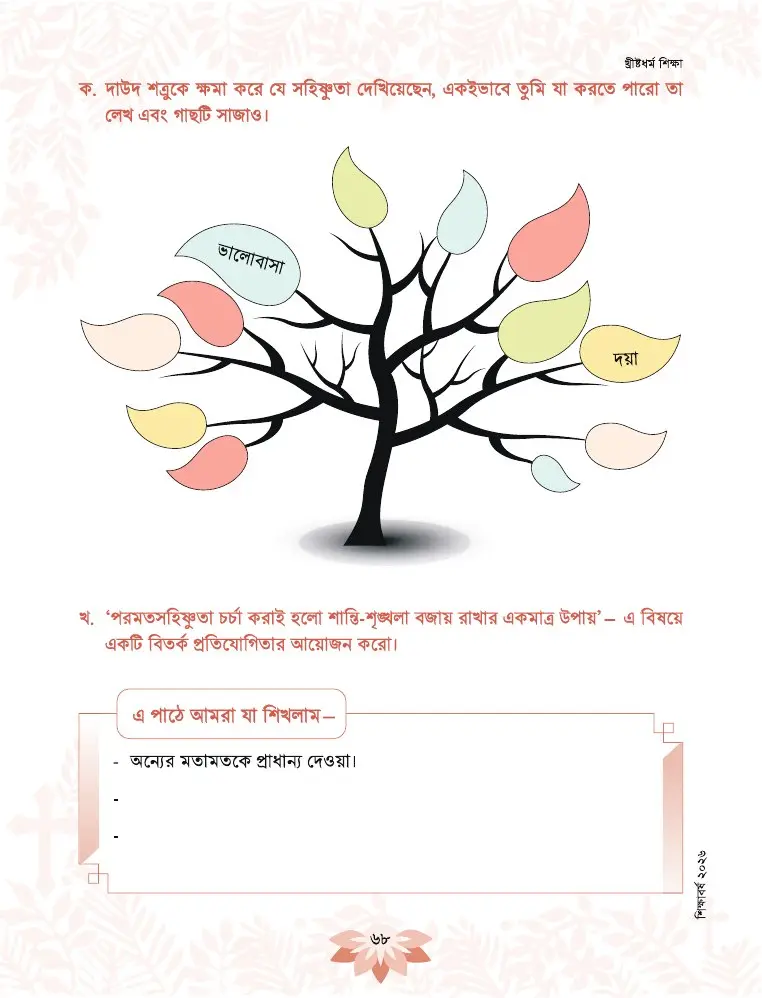 খ্রীষ্টধর্ম শিক্ষা
ক. দাউদ শত্রুকে ক্ষমা করে যে সহিষ্ণুতা দেখিয়েছেন, একইভাবে তুমি যা করতে পারো তা
লেখ এবং গাছটি সাজাও।
ভালোবাসা
দয়া
খ. ‘পরমতসহিষ্ণুতা চর্চা করাই হলো শান্তি-শৃঙ্খলা বজায় রাখার একমাত্র উপায়’– এ বিষয়ে
একটি বিতর্ক প্রতিযোগিতার আয়োজন করো।
এ পাঠে আমরা যা শিখলাম–
- অন্যের মতামতকে প্রাধান্য দেওয়া।
-
-
শিক্ষাবর্ষ ২০২৬
৬৮